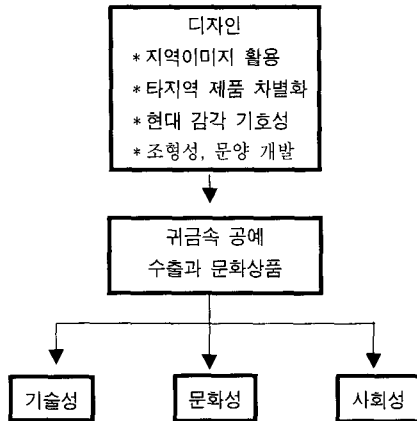 디자인
* 지역이미지 활용
* 타지역 제품 차별화
* 현대 감각 기호성
* 조형성, 문양 개발
귀금속 공예
수출과 문화상품
기술성 문화성 사회성